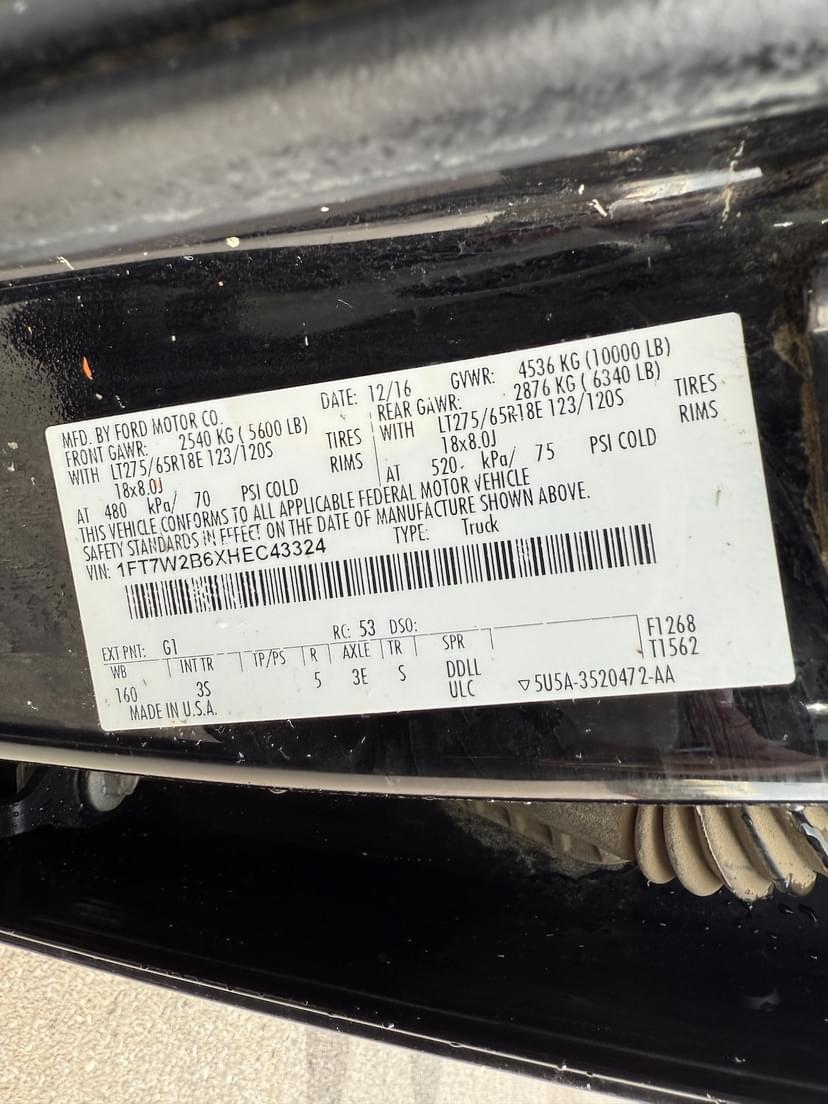 MFD. BY FORD MOTOR CO.
DATE: 12/16 GVWR: 4536 KG (10000 LB)
FRONT GAWR: 2540 KG ( 5600 LB)
REAR GAWR: 2876 KG ( 6340 LB)
WITH LT275/65R18E 123/120S TIRES
WITH LT275/65R18E 123/120S TIRES
18x8.0J RIMS
18x8.0J RIMS
AT 480 kPa/ 70 PSI COLD
AT 520 kPa/ 75 PSI COLD
THIS VEHICLE CONFORMS TO ALL APPLICABLE FEDERAL MOTOR VEHICLE
SAFETY STANDARDS IN EFFECT ON THE DATE OF MANUFACTURE SHOWN ABOVE.
VIN: 1FT7W2B6XHEC43324 TYPE: Truck
EXT PNT: G1 RC: 53 DSO:
WB INT TR TP/PS R AXLE TR SPR F1268
T1562
160 3S 5 3E S DDLL
ULC ▽5U5A-3520472-AA
MADE IN U.S.A.